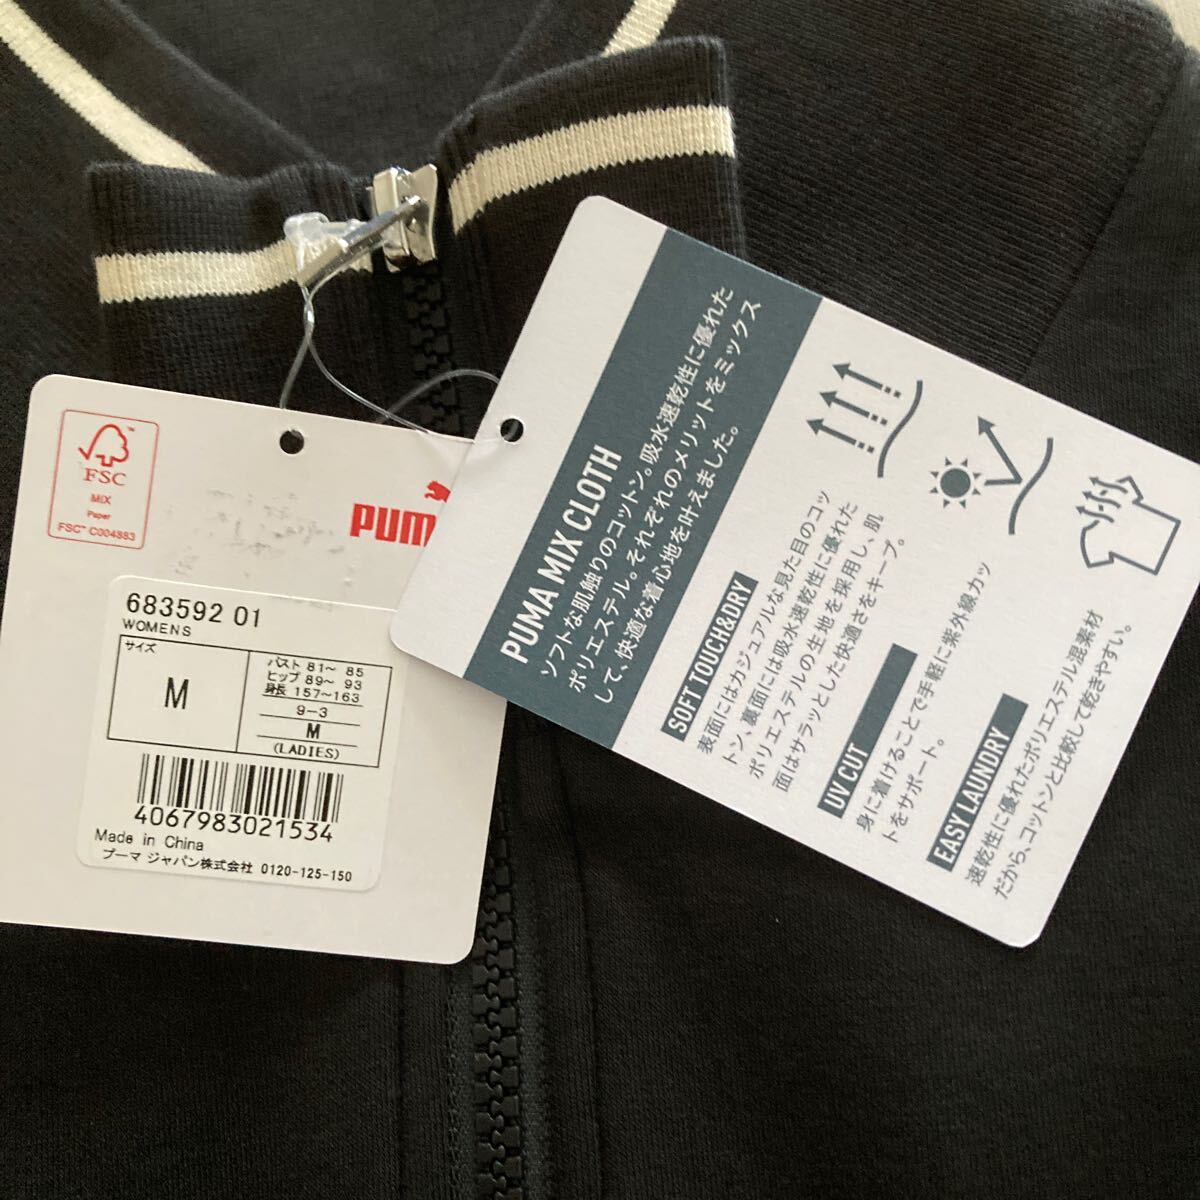 FSC
MIX
Paper
FSC™ C004883
PUMA
683592 01
WOMENS
サイズ
M
バスト 81～ 85
ヒップ 89～ 93
身長 157～163
9-3
M
(LADIES)
4067983021534
Made in China
プーマ ジャパン株式会社 0120-125-150
PUMA MIX CLOTH
ソフトな肌触りのコットン。吸水速乾性に優れた
ポリエステル。それぞれのメリットをミックス
して、快適な着心地を叶えました。
SOFT TOUCH&DRY
表面にはカジュアルな見た目のコッ
トン、裏面には吸水速乾性に優れた
ポリエステルの生地を採用し、肌
面はサラッとした快適さをキープ。
UV CUT
身に着けることで手軽に紫外線カッ
トをサポート。
EASY LAUNDRY
速乾性に優れたポリエステル混素材
だから、コットンと比較して乾きやすい。